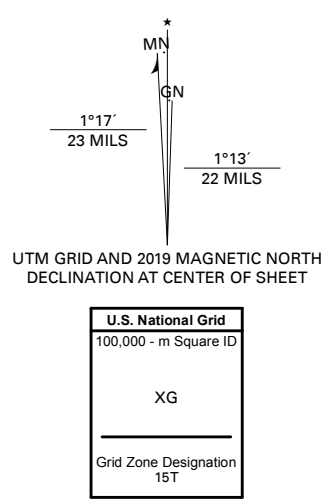 ★
MN
GN
1°17´
23 MILS
1°13´
22 MILS
UTM GRID AND 2019 MAGNETIC NORTH
DECLINATION AT CENTER OF SHEET
U.S. National Grid
100,000 - m Square ID
XG
Grid Zone Designation
15T